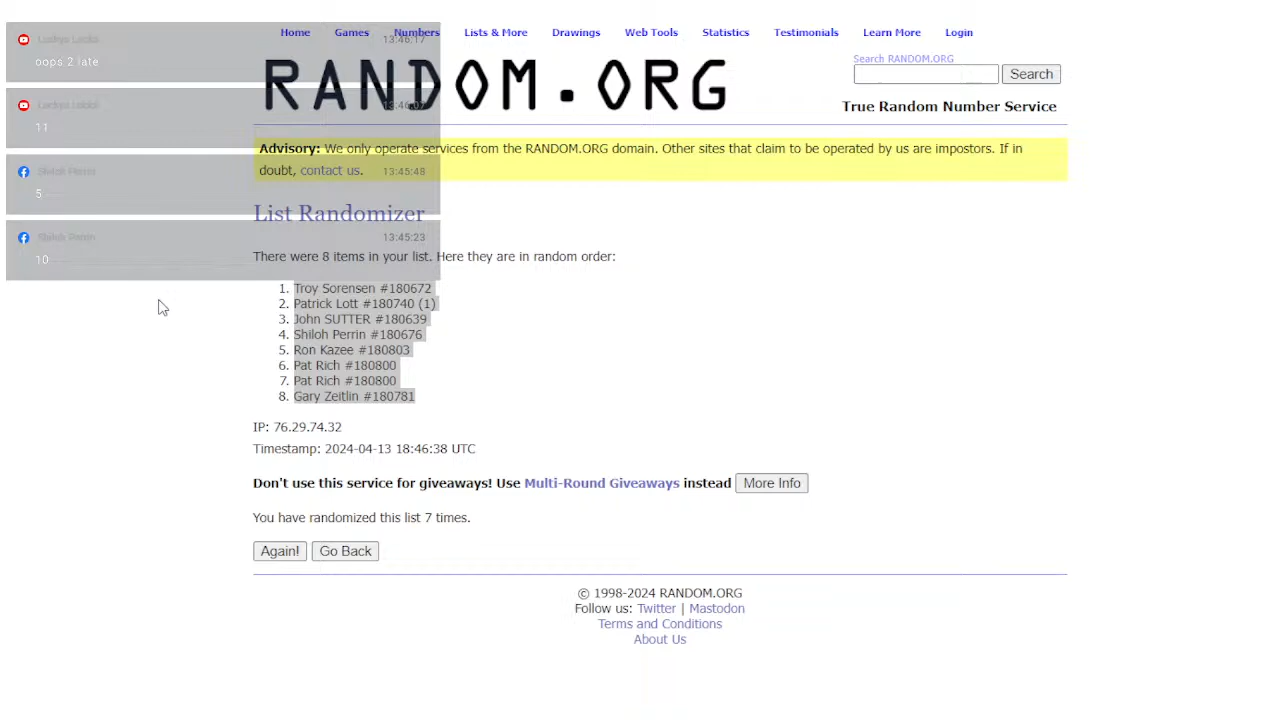 Home Games Numbers Lists & More Drawings Web Tools Statistics Testimonials Learn More Login
13:46:17
oops 2 late
RANDOM.ORG
Search RANDOM.ORG
Search
True Random Number Service
11
Advisory: We only operate services from the RANDOM.ORG domain. Other sites that claim to be operated by us are impostors. If in
doubt, contact us.
Shiloh Perrin
13:45:48
5
List Randomizer
Shiloh Perrin
13:45:23
10
There were 8 items in your list. Here they are in random order:
1. Troy Sorensen #180672
2. Patrick Lott #180740 (1)
3. John SUTTER #180639
4. Shiloh Perrin #180676
5. Ron Kazee #180803
6. Pat Rich #180800
7. Pat Rich #180800
8. Gary Zeitlin #180781
IP: 76.29.74.32
Timestamp: 2024-04-13 18:46:38 UTC
Don't use this service for giveaways! Use Multi-Round Giveaways instead More Info
You have randomized this list 7 times.
Again! Go Back
© 1998-2024 RANDOM.ORG
Follow us: Twitter | Mastodon
Terms and Conditions
About Us